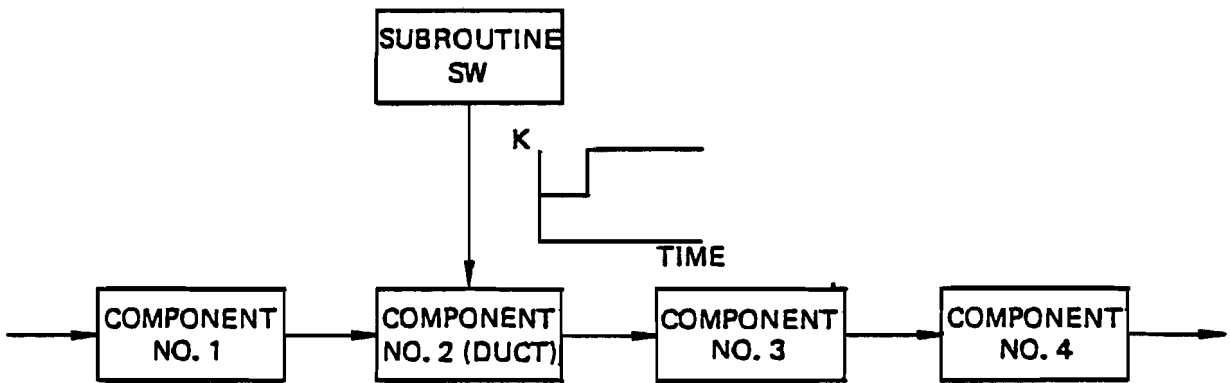 SUBROUTINE
SW
K
TIME
COMPONENT
NO. 1
COMPONENT
NO. 2 (DUCT)
COMPONENT
NO. 3
COMPONENT
NO. 4